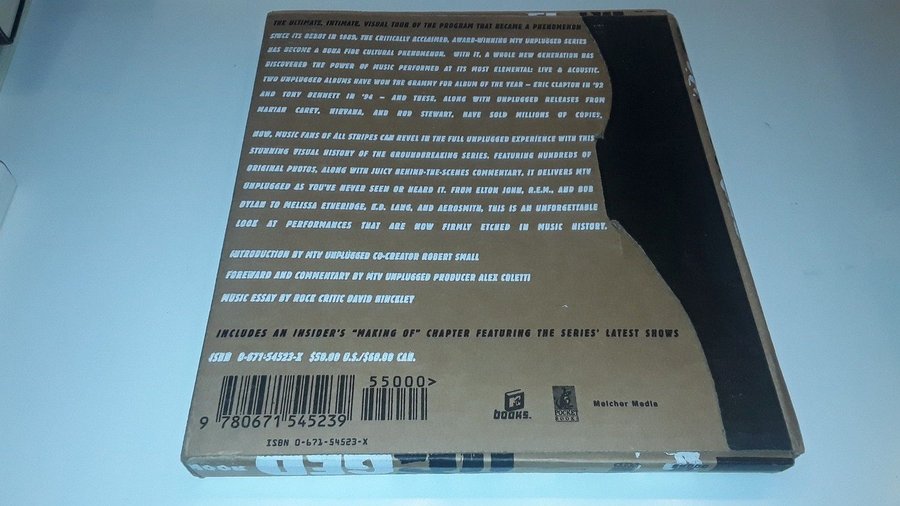 THE ULTIMATE, INTIMATE, VISUAL TOUR OF THE PROGRAM THAT BECAME A PHENOMENON
SINCE ITS DEBUT IN 1989, THE CRITICALLY ACCLAIMED, AWARD-WINNING MTV UNPLUGGED SERIES
HAS BECOME A BONA FIDE CULTURAL PHENOMENON. WITH IT, A WHOLE NEW GENERATION HAS
DISCOVERED THE POWER OF MUSIC PERFORMED AT ITS MOST ELEMENTAL: LIVE & ACOUSTIC.
TWO UNPLUGGED ALBUMS HAVE WON THE GRAMMY FOR ALBUM OF THE YEAR – ERIC CLAPTON IN '92
AND TONY BENNETT IN '94 – AND THESE, ALONG WITH UNPLUGGED RELEASES FROM
MARIAH CAREY, NIRVANA, AND ROD STEWART, HAVE SOLD MILLIONS OF COPIES.
NOW, MUSIC FANS OF ALL STRIPES CAN REVEL IN THE FULL UNPLUGGED EXPERIENCE WITH THIS
STUNNING VISUAL HISTORY OF THE GROUNDBREAKING SERIES. FEATURING HUNDREDS OF
ORIGINAL PHOTOS, ALONG WITH JUICY BEHIND-THE-SCENES COMMENTARY, IT DELIVERS MTV
UNPLUGGED AS YOU'VE NEVER SEEN OR HEARD IT. FROM ELTON JOHN, R.E.M., AND BOB
DYLAN TO MELISSA ETHERIDGE, K.D. LANG, AND AEROSMITH, THIS IS AN UNFORGETTABLE
LOOK AT PERFORMANCES THAT ARE NOW FIRMLY ETCHED IN MUSIC HISTORY.
INTRODUCTION BY MTV UNPLUGGED CO-CREATOR ROBERT SMALL
FOREWARD AND COMMENTARY BY MTV UNPLUGGED PRODUCER ALEX COLETTI
MUSIC ESSAY BY ROCK CRITIC DAVID HINCKLEY
INCLUDES AN INSIDER'S "MAKING OF" CHAPTER FEATURING THE SERIES' LATEST SHOWS
ISBN 0-671-54523-X $50.00 U.S./$60.00 CAN.
55000>
9 780671 545239
ISBN 0-671-54523-X
books.
POCKET BOOKS
Melcher Media